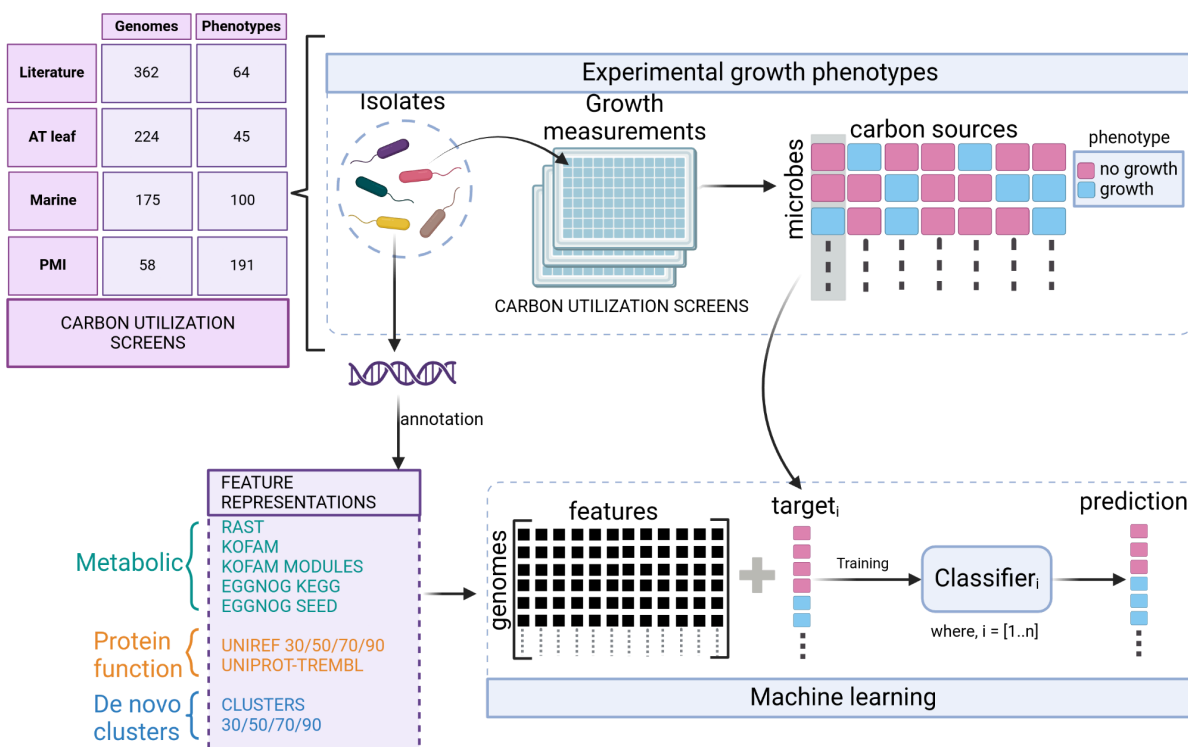 Genomes Phenotypes
Literature 362 64
AT leaf 224 45
Marine 175 100
PMI 58 191
CARBON UTILIZATION
SCREENS
Experimental growth phenotypes
Isolates
Growth
measurements
CARBON UTILIZATION SCREENS
carbon sources
microbes
phenotype
no growth
growth
annotation
FEATURE
REPRESENTATIONS
Metabolic
RAST
KOFAM
KOFAM MODULES
EGGNOG KEGG
EGGNOG SEED
Protein
function
UNIREF 30/50/70/90
UNIPROT-TREMBL
De novo
clusters
CLUSTERS
30/50/70/90
features
genomes
targetᵢ
Training
Classifierᵢ
where, i = [1..n]
prediction
Machine learning